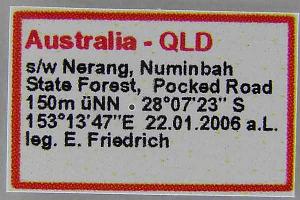 Australia - QLD
s/w Nerang, Numinbah
State Forest, Pocked Road
150m üNN . 28°07'23" S
153°13'47"E 22.01.2006 a.L.
leg. E. Friedrich